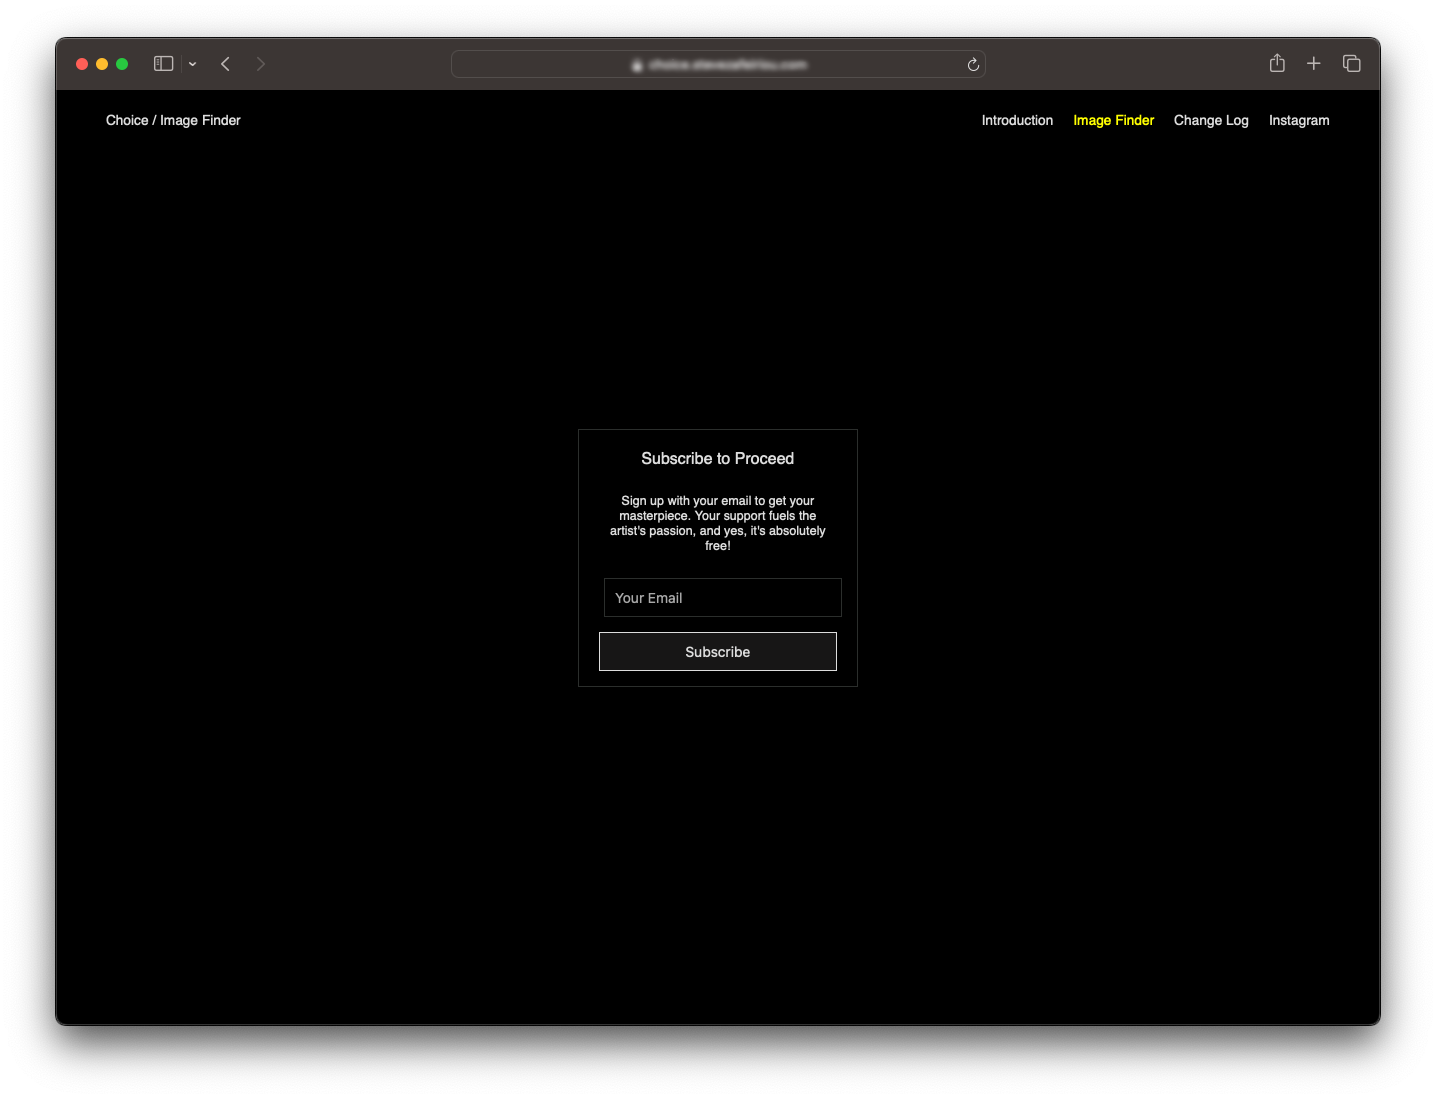 Choice / Image Finder
Introduction Image Finder Change Log Instagram
Subscribe to Proceed
Sign up with your email to get your
masterpiece. Your support fuels the
artist's passion, and yes, it's absolutely
free!
Your Email
Subscribe